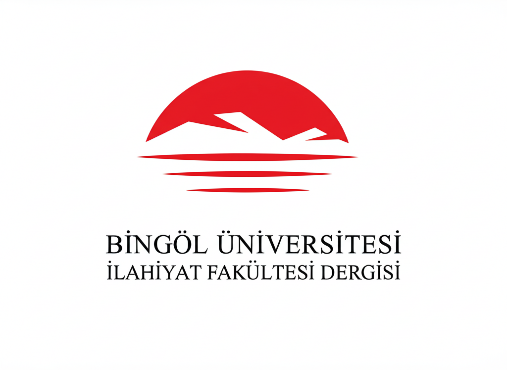 BİNGÖL ÜNİVERSİTESİ
İLAHİYAT FAKÜLTESİ DERGİSİ